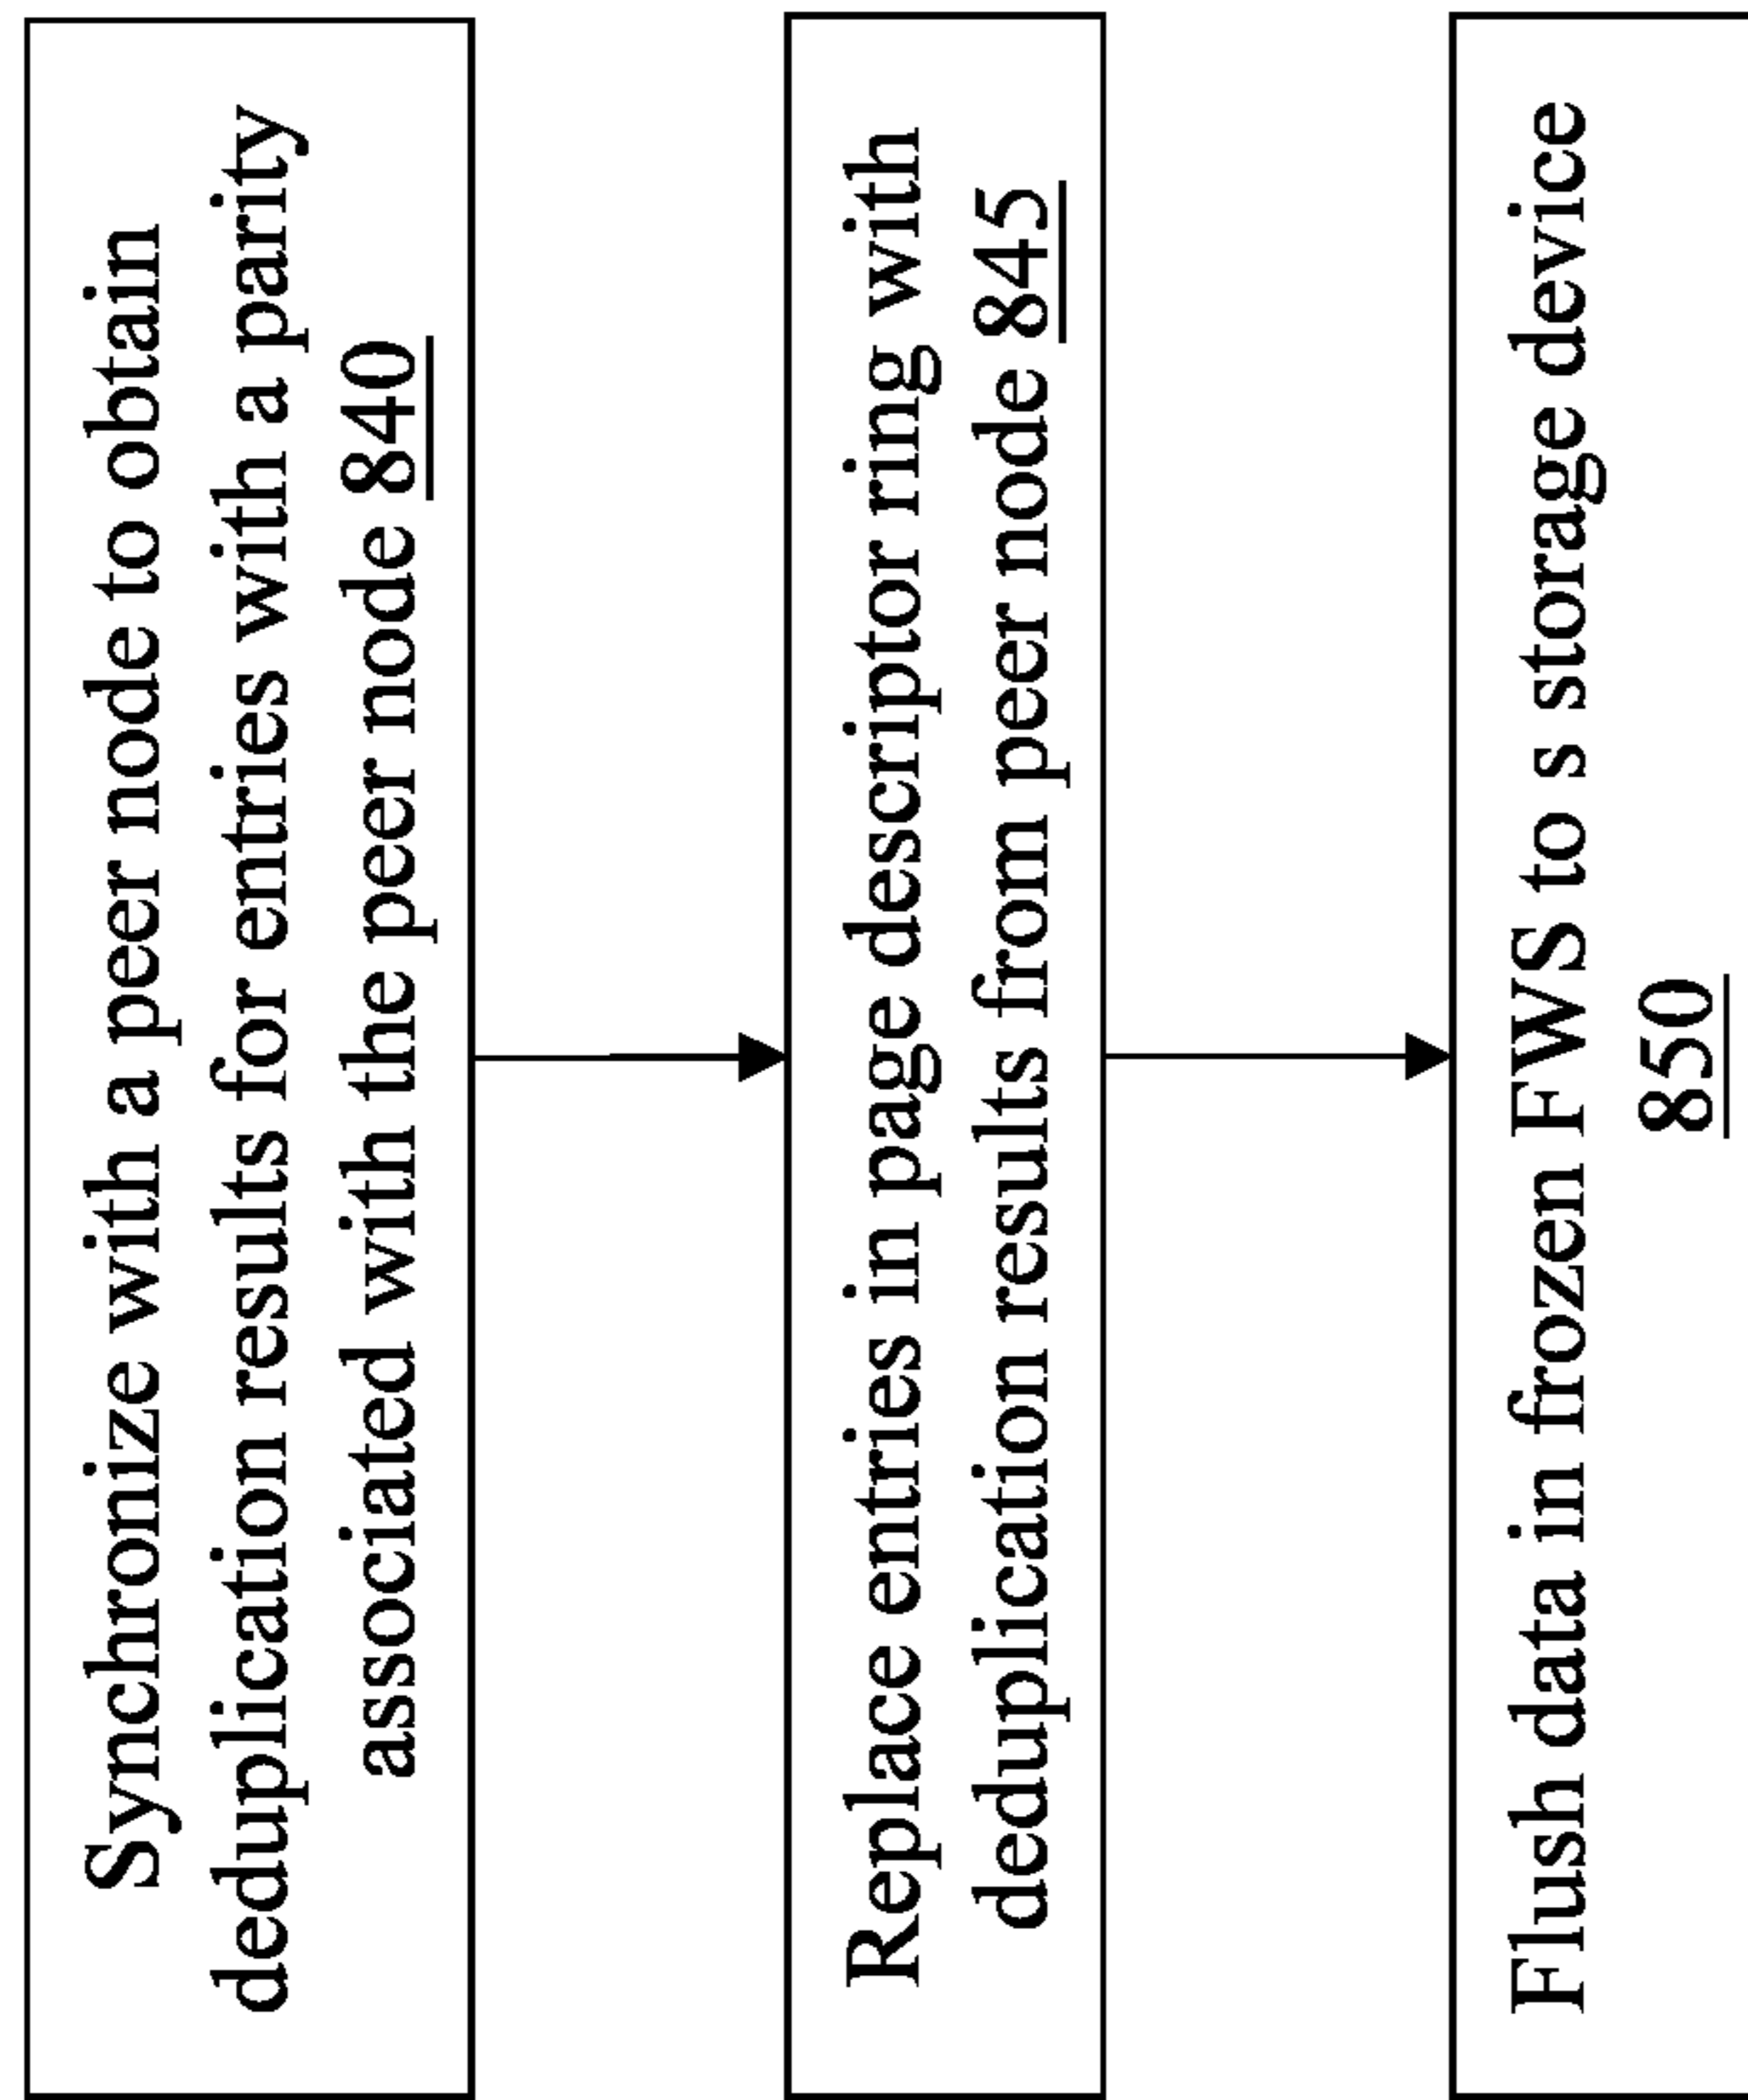 Synchronize with a peer node to obtain
deduplication results for entries with a parity
associated with the peer node 840
Replace entries in page descriptor ring with
deduplication results from peer node 845
Flush data in frozen FWS to s storage device
850